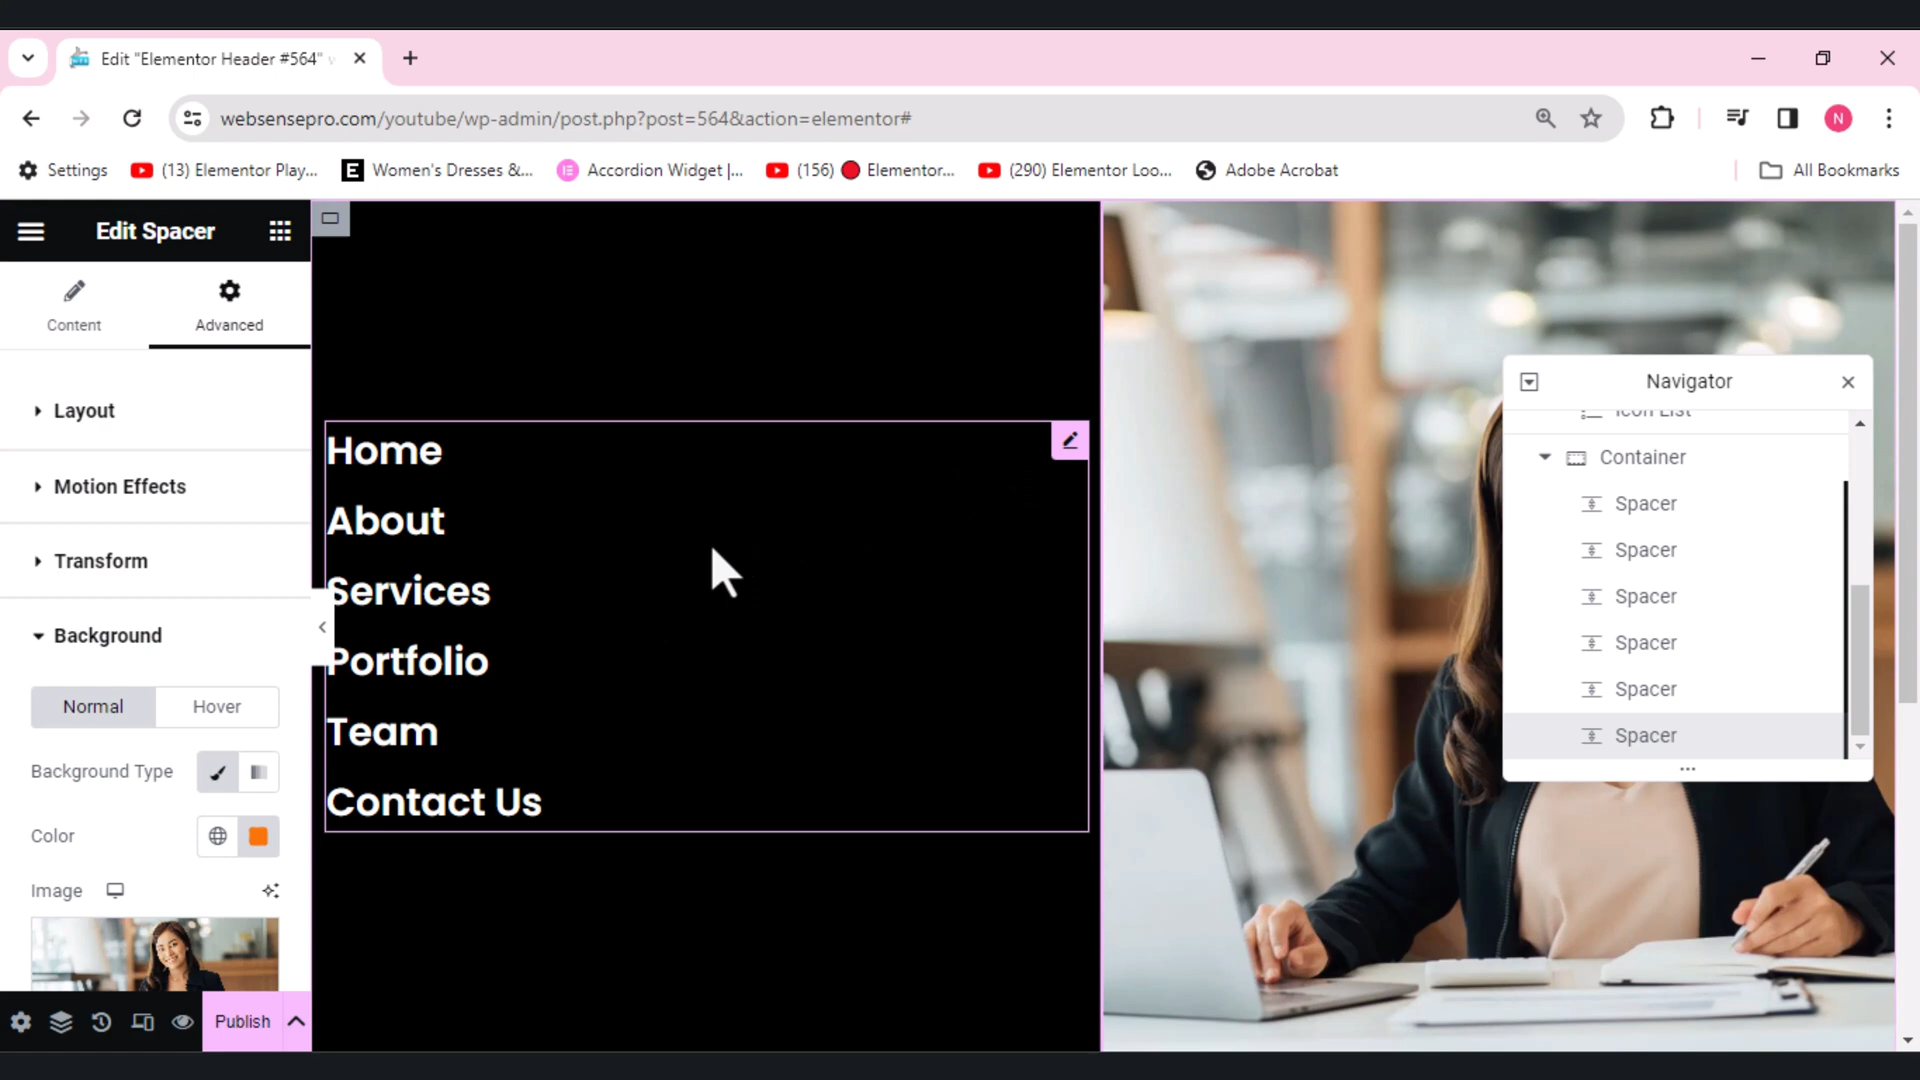 Edit "Elementor Header #564"
websensepro.com/youtube/wp-admin/post.php?post=564&action=elementor#
N
Settings
(13) Elementor Play...
E
Women's Dresses &...
Accordion Widget |...
(156)
Elementor...
(290) Elementor Loo...
Adobe Acrobat
All Bookmarks
Edit Spacer
Content
Advanced
Layout
Motion Effects
Transform
Background
Normal
Hover
Background Type
Color
Image
Publish
Home
About
Services
Portfolio
Team
Contact Us
Navigator
Icon List
Container
Spacer
Spacer
Spacer
Spacer
Spacer
Spacer